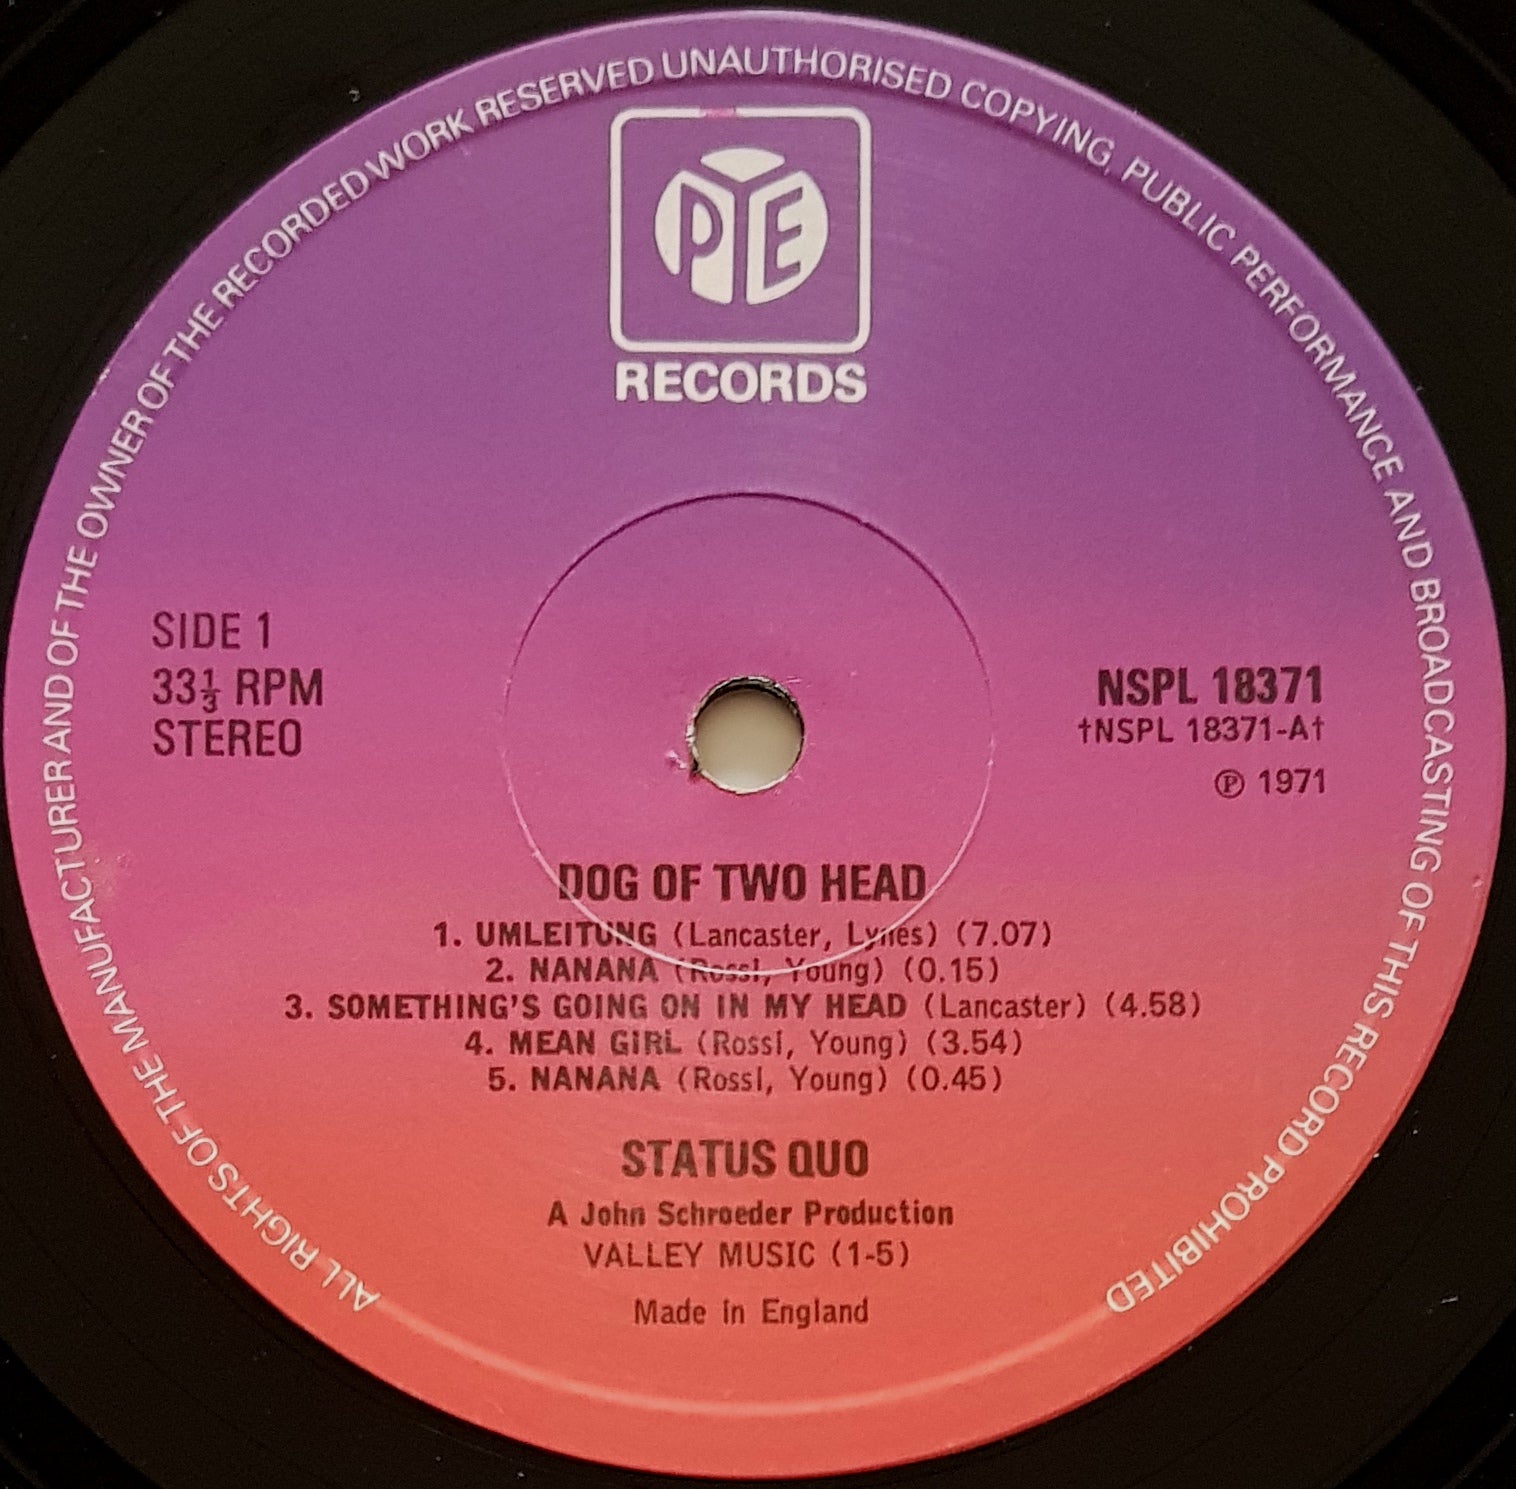 ALL RIGHTS OF THE MANUFACTURER AND OF THE OWNER OF THE RECORDED WORK RESERVED UNAUTHORISED COPYING, PUBLIC PERFORMANCE AND BROADCASTING OF THIS RECORD PROHIBITED
PYE
RECORDS
SIDE 1
33⅓ RPM
STEREO
NSPL 18371
†NSPL 18371-A†
℗ 1971
DOG OF TWO HEAD
1. UMLEITUNG (Lancaster, Lynes) (7.07)
2. NANANA (Rossi, Young) (0.15)
3. SOMETHING'S GOING ON IN MY HEAD (Lancaster) (4.58)
4. MEAN GIRL (Rossi, Young) (3.54)
5. NANANA (Rossi, Young) (0.45)
STATUS QUO
A John Schroeder Production
VALLEY MUSIC (1-5)
Made in England